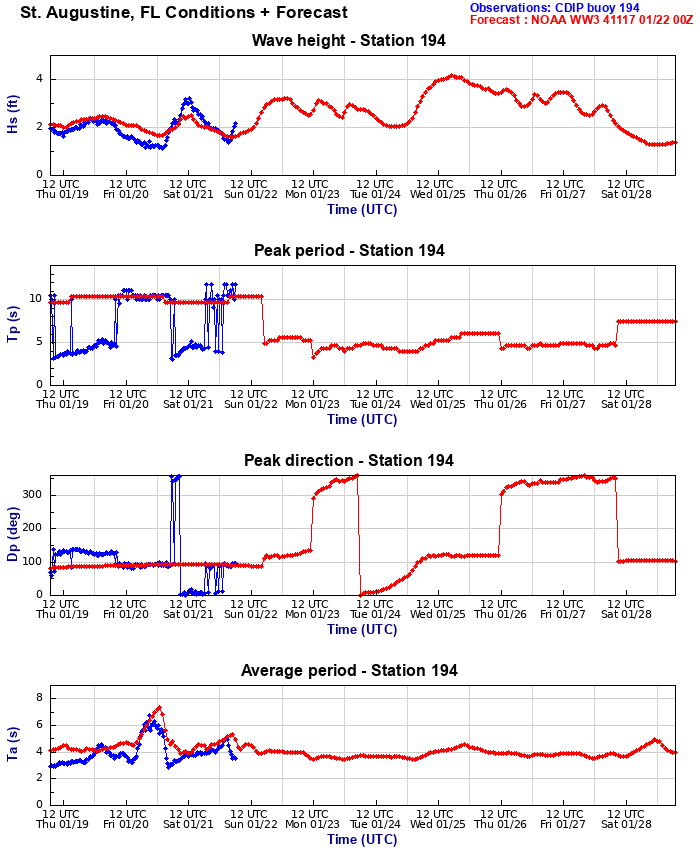 St. Augustine, FL Conditions + Forecast
Observations: CDIP buoy 194
Forecast : NOAA WW3 41117 01/22 00Z
Wave height - Station 194
Hs (ft)
4
2
0
12 UTC 12 UTC 12 UTC 12 UTC 12 UTC 12 UTC 12 UTC 12 UTC 12 UTC 12 UTC
Thu 01/19 Fri 01/20 Sat 01/21 Sun 01/22 Mon 01/23 Tue 01/24 Wed 01/25 Thu 01/26 Fri 01/27 Sat 01/28
Time (UTC)
Peak period - Station 194
Tp (s)
10
5
0
12 UTC 12 UTC 12 UTC 12 UTC 12 UTC 12 UTC 12 UTC 12 UTC 12 UTC 12 UTC
Thu 01/19 Fri 01/20 Sat 01/21 Sun 01/22 Mon 01/23 Tue 01/24 Wed 01/25 Thu 01/26 Fri 01/27 Sat 01/28
Time (UTC)
Peak direction - Station 194
Dp (deg)
300
200
100
0
12 UTC 12 UTC 12 UTC 12 UTC 12 UTC 12 UTC 12 UTC 12 UTC 12 UTC 12 UTC
Thu 01/19 Fri 01/20 Sat 01/21 Sun 01/22 Mon 01/23 Tue 01/24 Wed 01/25 Thu 01/26 Fri 01/27 Sat 01/28
Time (UTC)
Average period - Station 194
Ta (s)
8
6
4
2
0
12 UTC 12 UTC 12 UTC 12 UTC 12 UTC 12 UTC 12 UTC 12 UTC 12 UTC 12 UTC
Thu 01/19 Fri 01/20 Sat 01/21 Sun 01/22 Mon 01/23 Tue 01/24 Wed 01/25 Thu 01/26 Fri 01/27 Sat 01/28
Time (UTC)